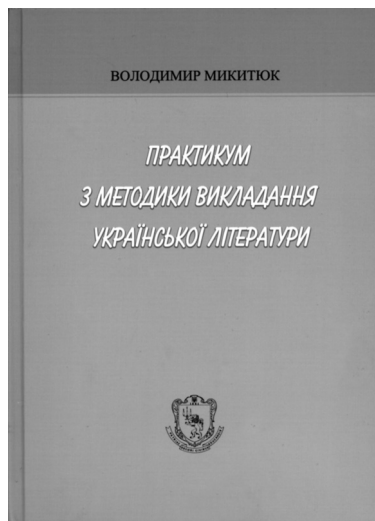 ВОЛОДИМИР МИКИТЮК
ПРАКТИКУМ
З МЕТОДИКИ ВИКЛАДАННЯ
УКРАЇНСЬКОЇ ЛІТЕРАТУРИ